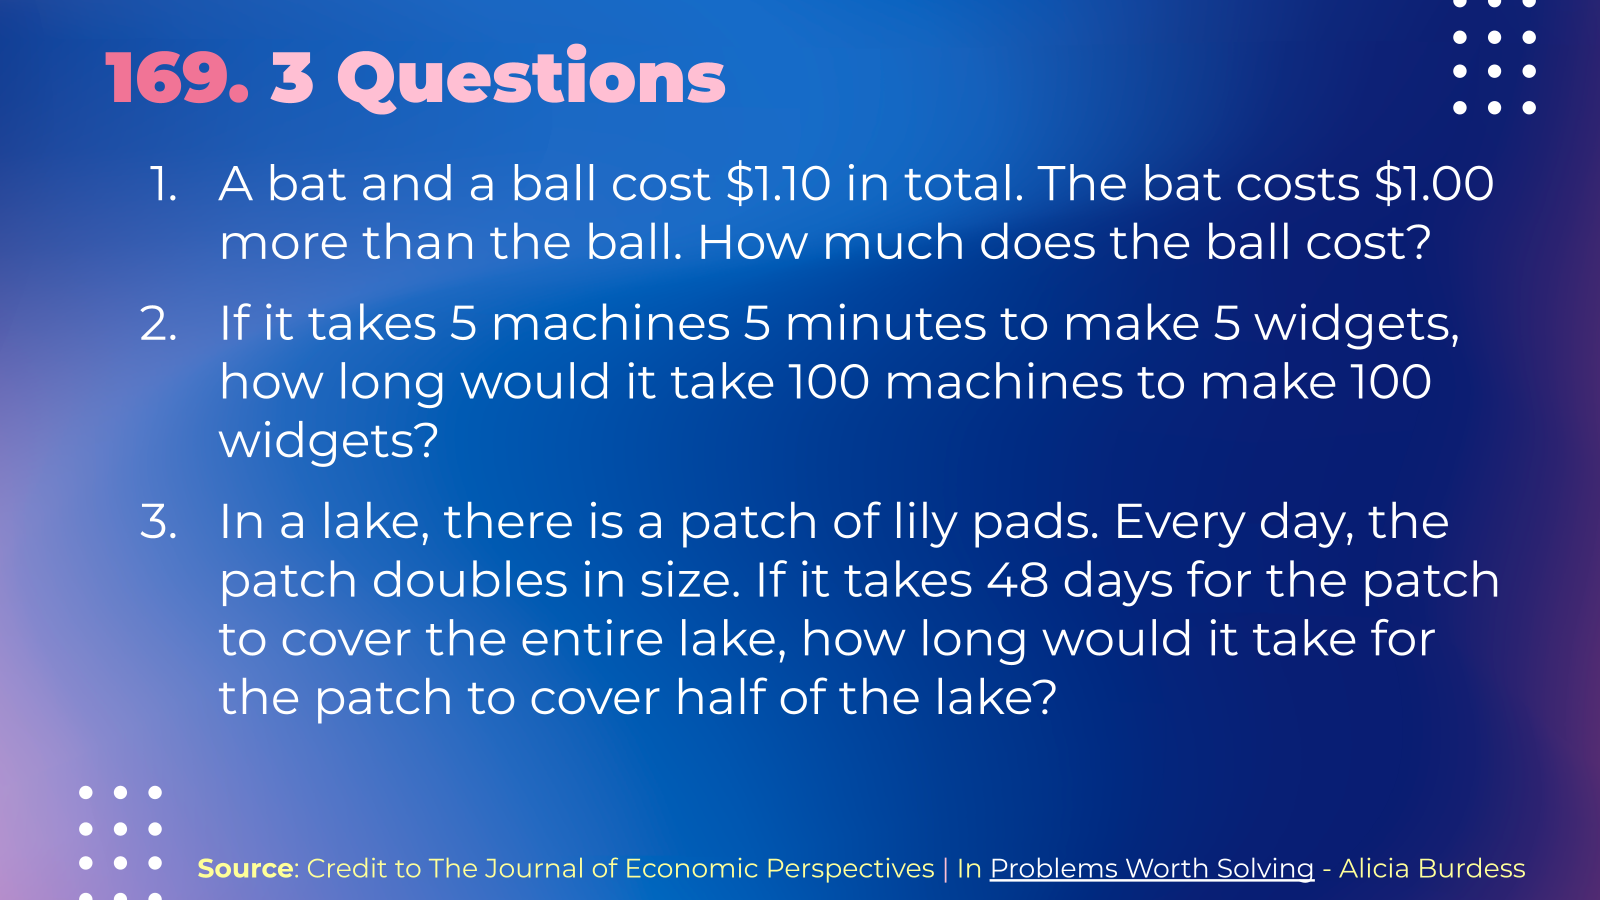 169. 3 Questions
1. A bat and a ball cost $1.10 in total. The bat costs $1.00
more than the ball. How much does the ball cost?
2. If it takes 5 machines 5 minutes to make 5 widgets,
how long would it take 100 machines to make 100
widgets?
3. In a lake, there is a patch of lily pads. Every day, the
patch doubles in size. If it takes 48 days for the patch
to cover the entire lake, how long would it take for
the patch to cover half of the lake?
Source: Credit to The Journal of Economic Perspectives | In Problems Worth Solving - Alicia Burdess